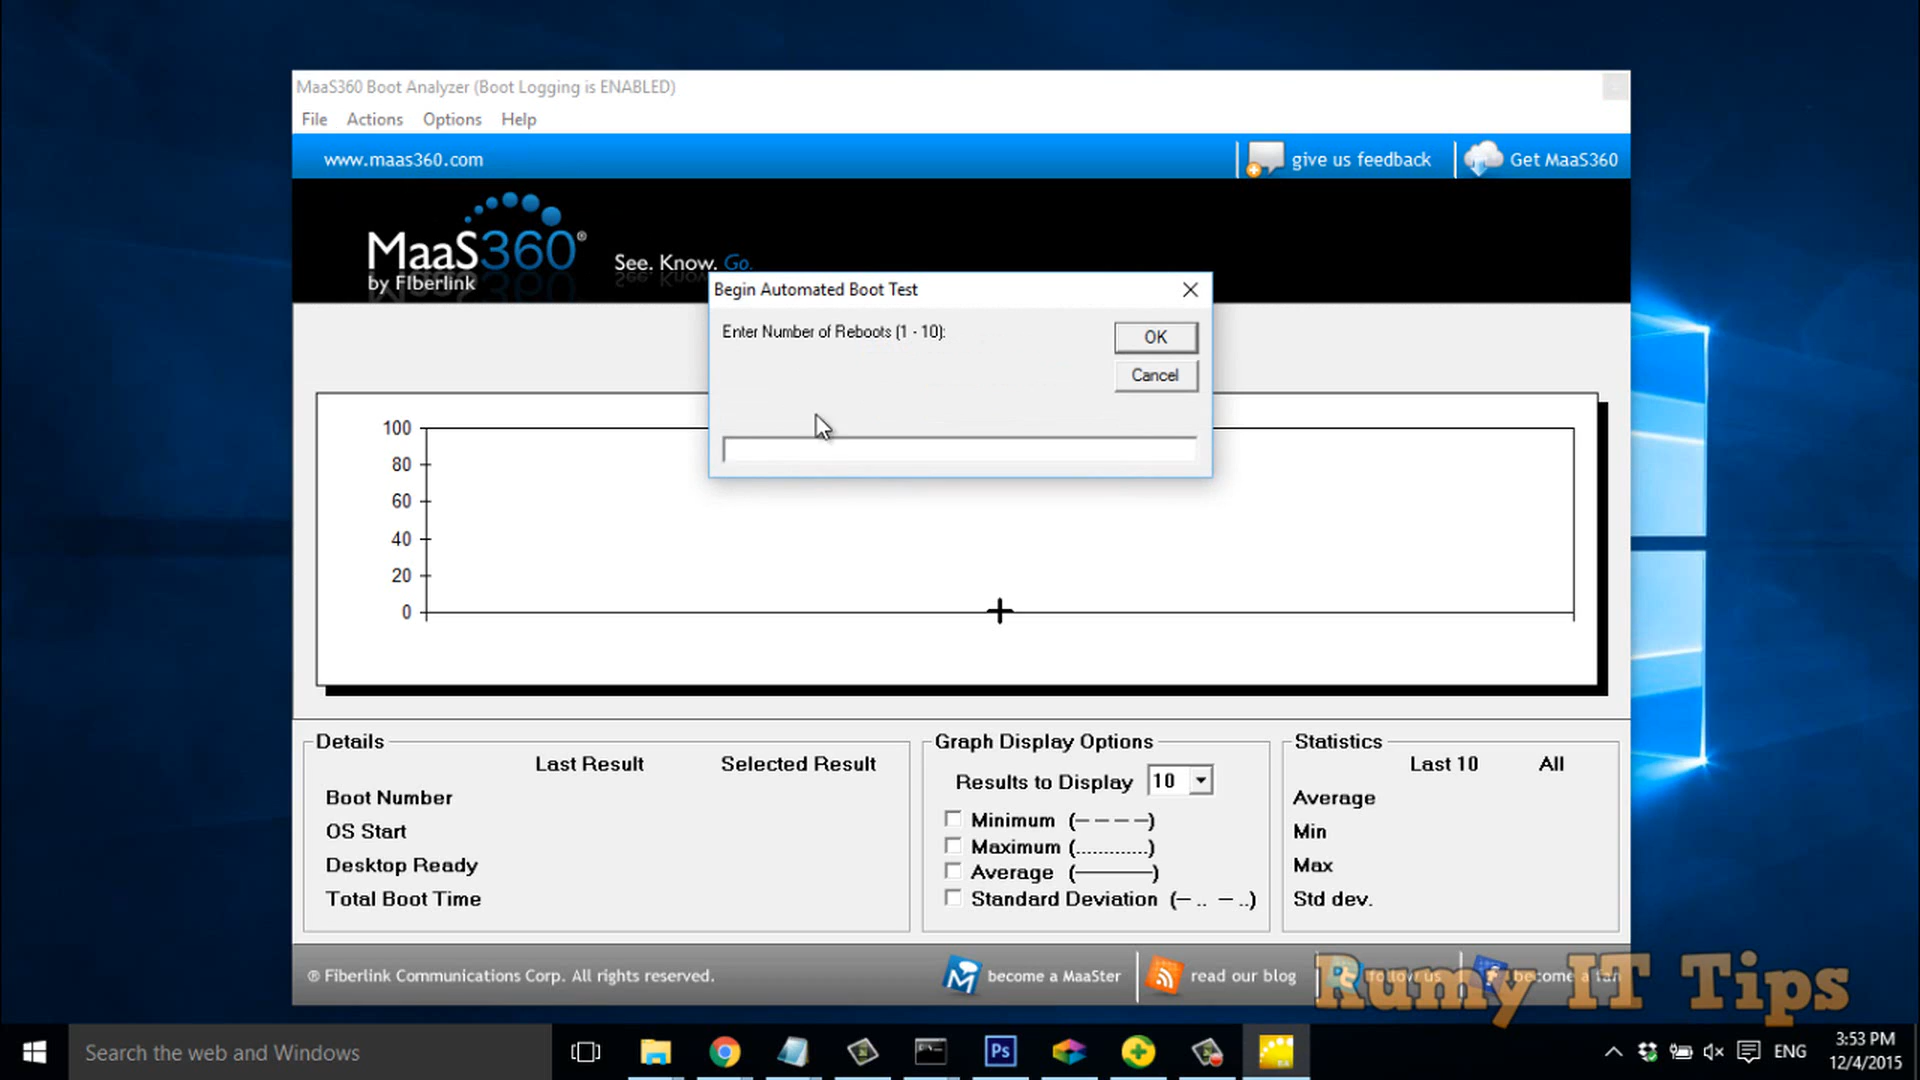 MaaS360 Boot Analyzer (Boot Logging is ENABLED)
File Actions Options Help
www.maas360.com give us feedback Get MaaS360
MaaS360®
by FIberlink
See. Know. Go.
Begin Automated Boot Test
Enter Number of Reboots (1 - 10):
OK
Cancel
100
80
60
40
20
0
Details
Last Result Selected Result
Boot Number
OS Start
Desktop Ready
Total Boot Time
Graph Display Options
Results to Display 10
Minimum (– – – –)
Maximum (............)
Average (———)
Standard Deviation (– .. – ..)
Statistics
Last 10 All
Average
Min
Max
Std dev.
® Fiberlink Communications Corp. All rights reserved.
become a MaaSter
read our blog
follow us
become a fan
Rumy IT Tips
Search the web and Windows
Ps
ENG
3:53 PM
12/4/2015